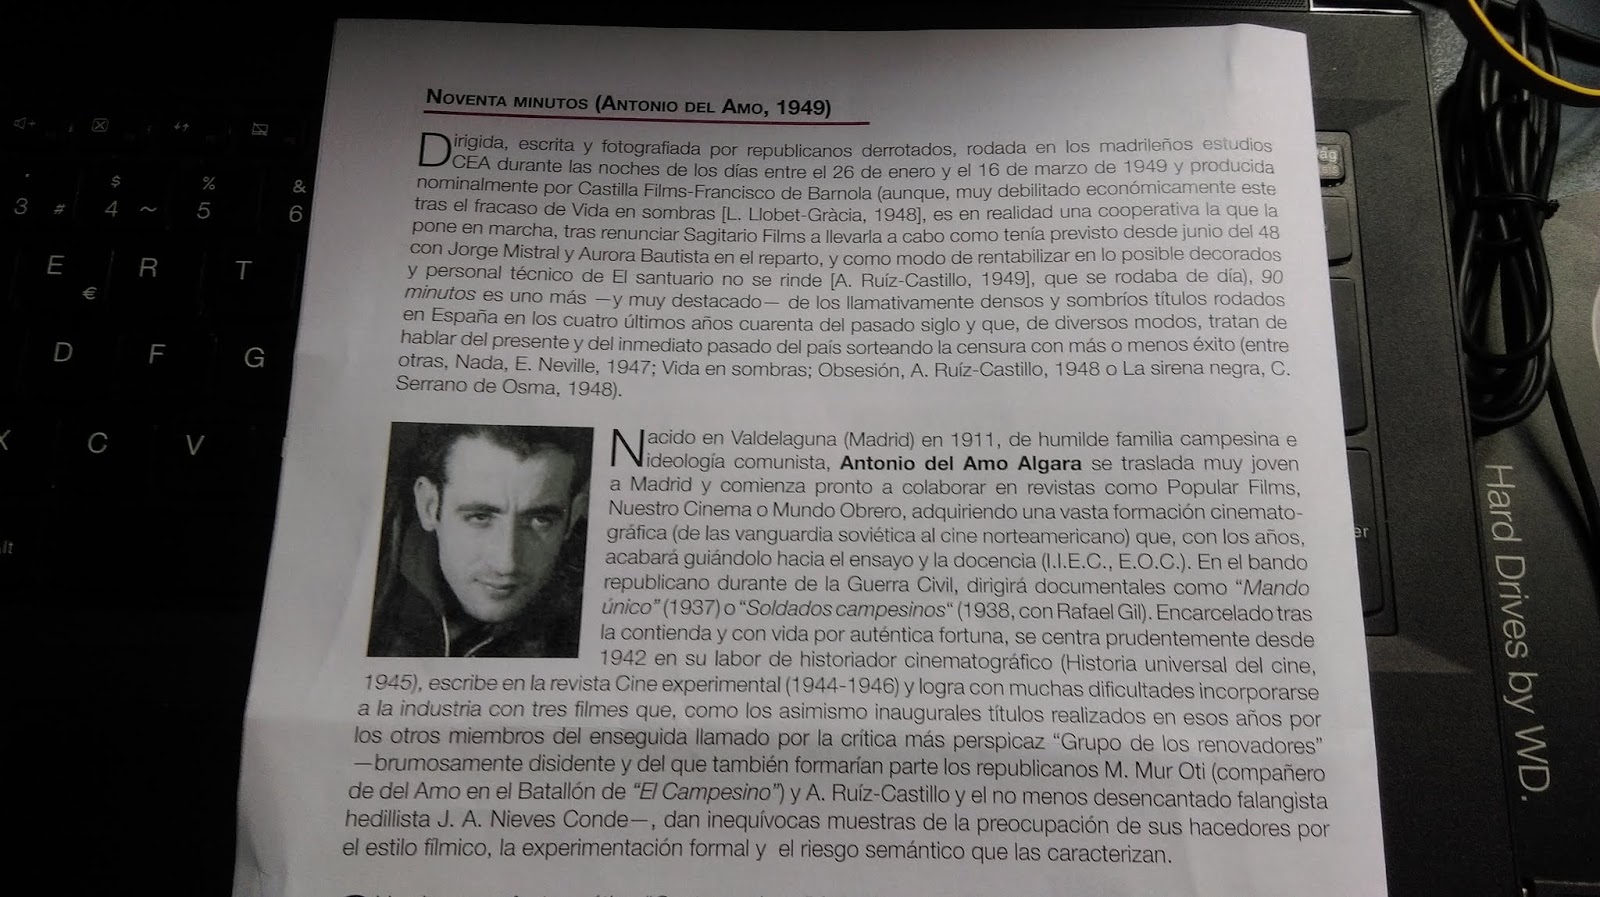 NOVENTA MINUTOS (ANTONIO DEL AMO, 1949)
Dirigida, escrita y fotografiada por republicanos derrotados, rodada en los madrileños estudios
CEA durante las noches de los días entre el 26 de enero y el 16 de marzo de 1949 y producida
nominalmente por Castilla Films-Francisco de Barnola (aunque, muy debilitado económicamente este
tras el fracaso de Vida en sombras [L. Llobet-Gràcia, 1948], es en realidad una cooperativa la que la
pone en marcha, tras renunciar Sagitario Films a llevarla a cabo como tenía previsto desde junio del 48
con Jorge Mistral y Aurora Bautista en el reparto, y como modo de rentabilizar en lo posible decorados
y personal técnico de El santuario no se rinde [A. Ruíz-Castillo, 1949], que se rodaba de día), 90
minutos es uno más —y muy destacado— de los llamativamente densos y sombríos títulos rodados
en España en los cuatro últimos años cuarenta del pasado siglo y que, de diversos modos, tratan de
hablar del presente y del inmediato pasado del país sorteando la censura con más o menos éxito (entre
otras, Nada, E. Neville, 1947; Vida en sombras; Obsesión, A. Ruíz-Castillo, 1948 o La sirena negra, C.
Serrano de Osma, 1948).
Nacido en Valdelaguna (Madrid) en 1911, de humilde familia campesina e
ideología comunista, Antonio del Amo Algara se traslada muy joven
a Madrid y comienza pronto a colaborar en revistas como Popular Films,
Nuestro Cinema o Mundo Obrero, adquiriendo una vasta formación cinemato-
gráfica (de las vanguardia soviética al cine norteamericano) que, con los años,
acabará guiándolo hacia el ensayo y la docencia (I.I.E.C., E.O.C.). En el bando
republicano durante de la Guerra Civil, dirigirá documentales como “Mando
único” (1937) o “Soldados campesinos“ (1938, con Rafael Gil). Encarcelado tras
la contienda y con vida por auténtica fortuna, se centra prudentemente desde
1942 en su labor de historiador cinematográfico (Historia universal del cine,
1945), escribe en la revista Cine experimental (1944-1946) y logra con muchas dificultades incorporarse
a la industria con tres filmes que, como los asimismo inaugurales títulos realizados en esos años por
los otros miembros del enseguida llamado por la crítica más perspicaz “Grupo de los renovadores”
—brumosamente disidente y del que también formarían parte los republicanos M. Mur Oti (compañero
de del Amo en el Batallón de “El Campesino”) y A. Ruíz-Castillo y el no menos desencantado falangista
hedillista J. A. Nieves Conde—, dan inequívocas muestras de la preocupación de sus hacedores por
el estilo fílmico, la experimentación formal y el riesgo semántico que las caracterizan.
3 # $ 4 ~ % 5 & 6
E € R T
D F G
X C V
Hard Drives by WD.